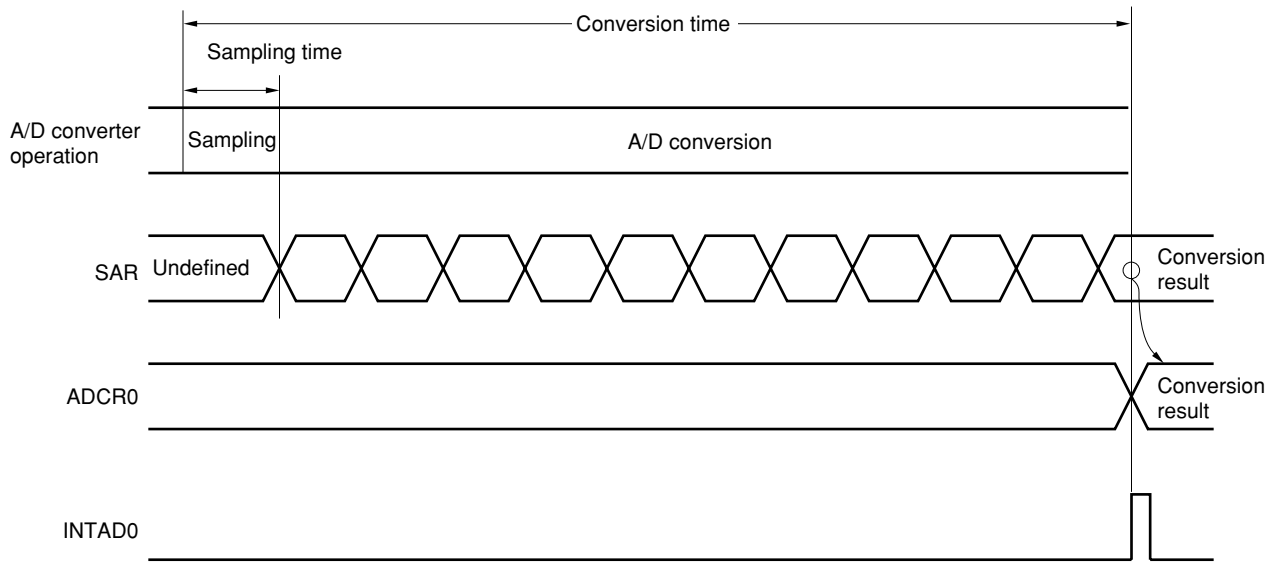 Conversion time
Sampling time
A/D converter
operation
Sampling
A/D conversion
SAR
Undefined
Conversion
result
ADCR0
Conversion
result
INTAD0